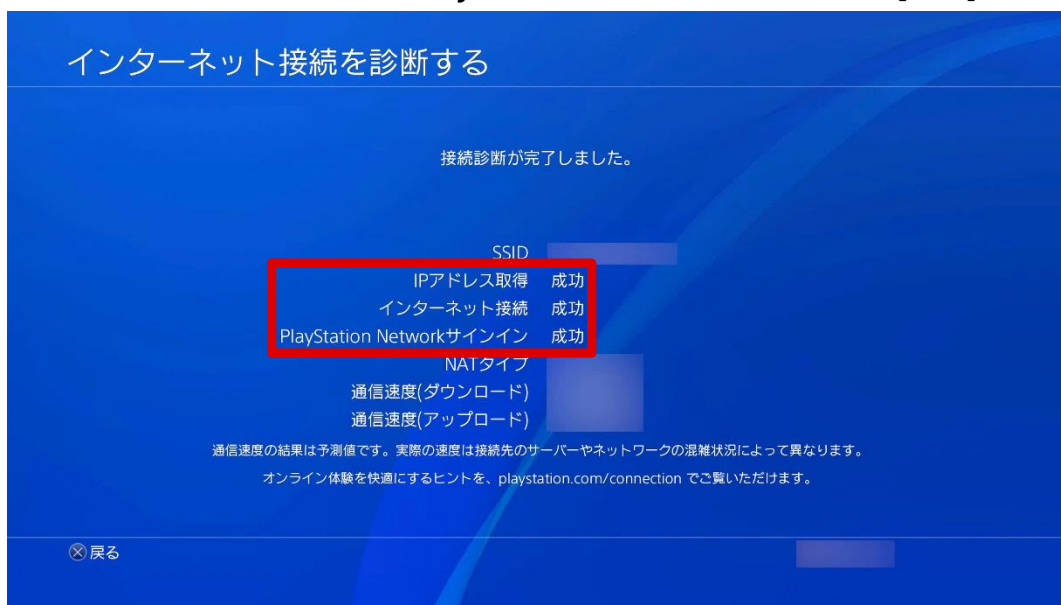 インターネット接続を診断する
接続診断が完了しました。
SSID
IPアドレス取得 成功
インターネット接続 成功
PlayStation Networkサインイン 成功
NATタイプ
通信速度(ダウンロード)
通信速度(アップロード)
通信速度の結果は予測値です。実際の速度は接続先のサーバーやネットワークの混雑状況によって異なります。
オンライン体験を快適にするヒントを、playstation.com/connection でご覧いただけます。
戻る